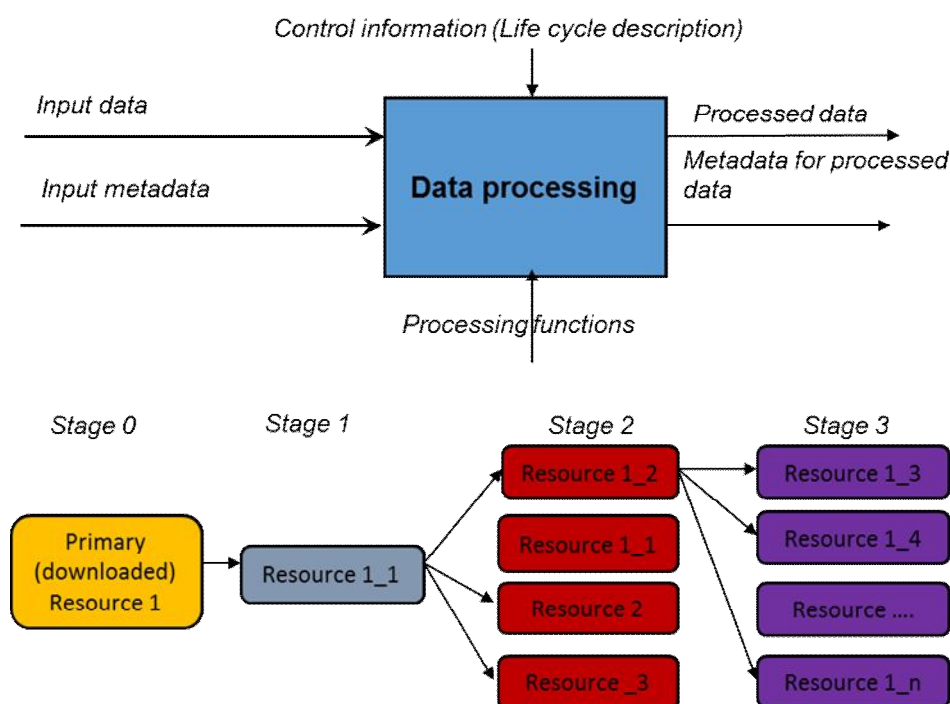 Control information (Life cycle description)
Input data
Processed data
Input metadata
Data processing
Metadata for processed
data
Processing functions
Stage 0
Stage 1
Stage 2
Stage 3
Primary
(downloaded)
Resource 1
Resource 1_1
Resource 1_2
Resource 1_1
Resource 2
Resource _3
Resource 1_3
Resource 1_4
Resource ....
Resource 1_n